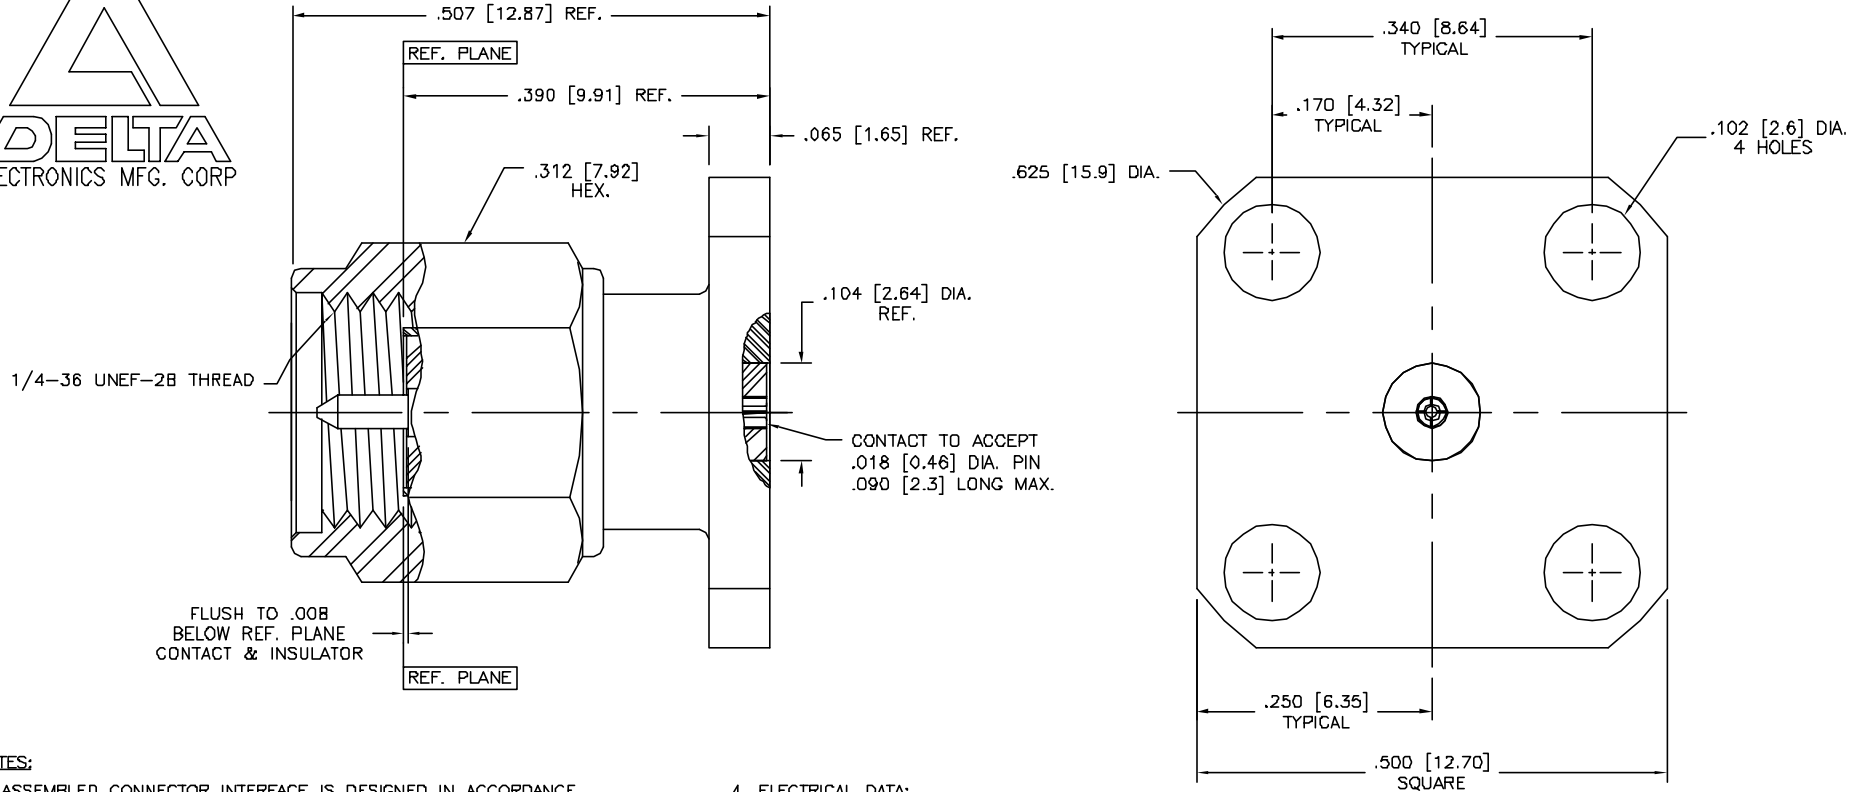 DELTA
ECTRONICS MFG. CORP
.507 [12.87] REF.
REF. PLANE
.390 [9.91] REF.
.065 [1.65] REF.
.312 [7.92]
HEX.
.104 [2.64] DIA.
REF.
1/4-36 UNEF-2B THREAD
CONTACT TO ACCEPT
.018 [0.46] DIA. PIN
.090 [2.3] LONG MAX.
FLUSH TO .008
BELOW REF. PLANE
CONTACT & INSULATOR
REF. PLANE
.340 [8.64]
TYPICAL
.170 [4.32]
TYPICAL
.102 [2.6] DIA.
4 HOLES
.625 [15.9] DIA.
.250 [6.35]
TYPICAL
.500 [12.70]
SQUARE
TES:
ASSEMBLED CONNECTOR INTERFACE IS DESIGNED IN ACCORDANCE
4. ELECTRICAL DATA: